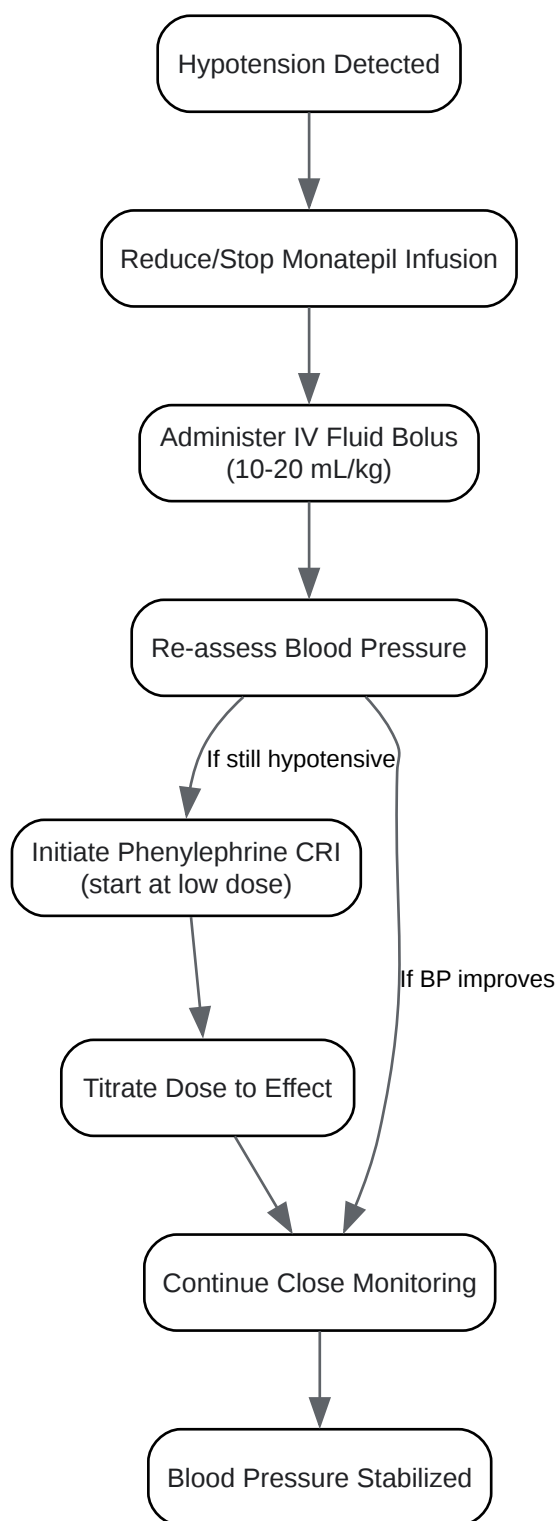 Hypotension Detected
Reduce/Stop Monatepil Infusion
Administer IV Fluid Bolus
(10-20 mL/kg)
Re-assess Blood Pressure
If still hypotensive
Initiate Phenylephrine CRI
(start at low dose)
If BP improves
Titrate Dose to Effect
Continue Close Monitoring
Blood Pressure Stabilized